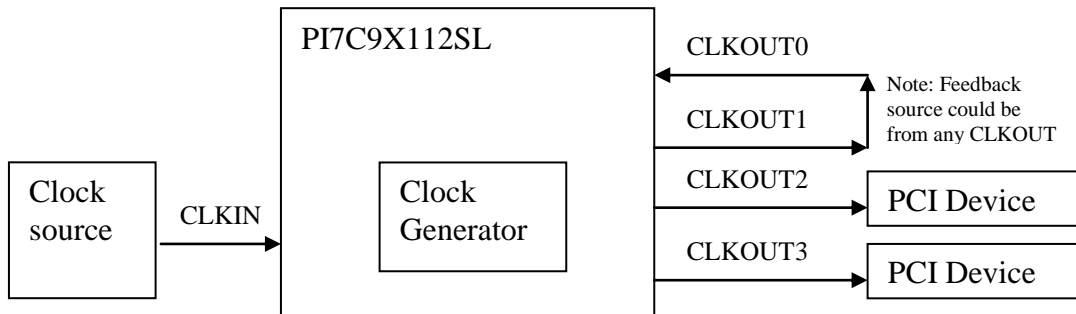 PI7C9X112SL
CLKOUT0
Note: Feedback
source could be
from any CLKOUT
CLKOUT1
Clock
source
CLKIN
Clock
Generator
CLKOUT2
PCI Device
CLKOUT3
PCI Device